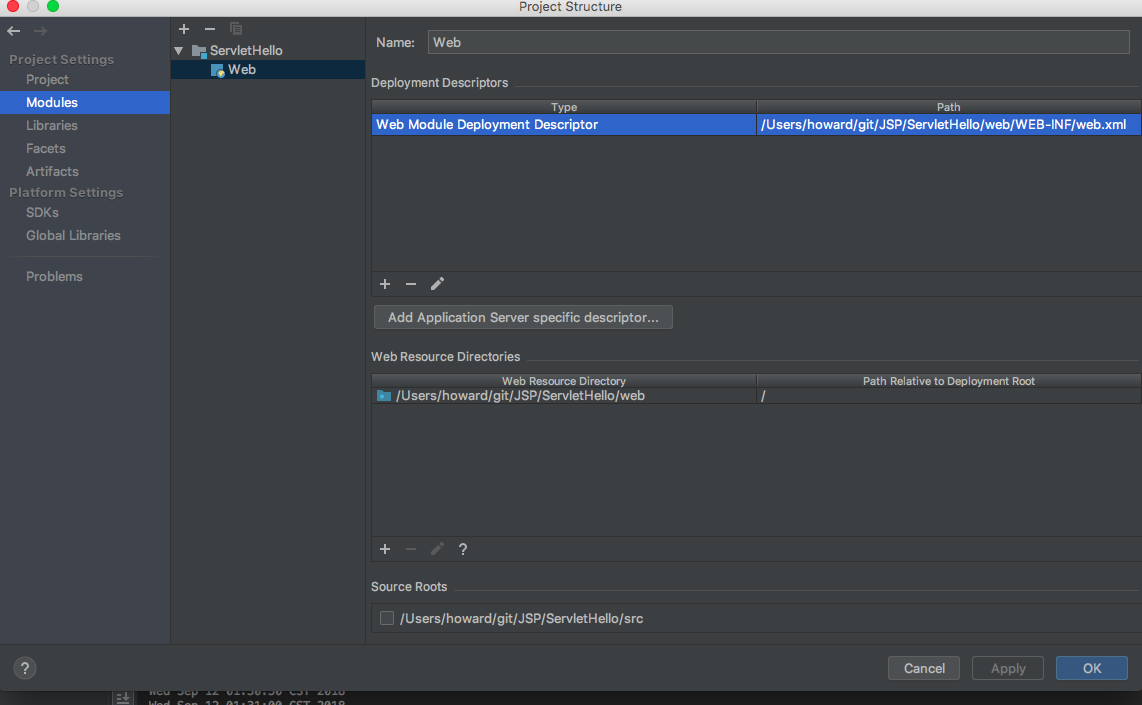 Project Structure
Project Settings
Project
Modules
Libraries
Facets
Artifacts
Platform Settings
SDKs
Global Libraries
Problems
ServletHello
Web
Name: Web
Deployment Descriptors
Type Path
Web Module Deployment Descriptor /Users/howard/git/JSP/ServletHello/web/WEB-INF/web.xml
Add Application Server specific descriptor...
Web Resource Directories
Web Resource Directory Path Relative to Deployment Root
/Users/howard/git/JSP/ServletHello/web /
?
Source Roots
/Users/howard/git/JSP/ServletHello/src
? Cancel Apply OK
Wed Sep 12 01:30:30 CST 2018
Wed Sep 12 01:31:00 CST 2018